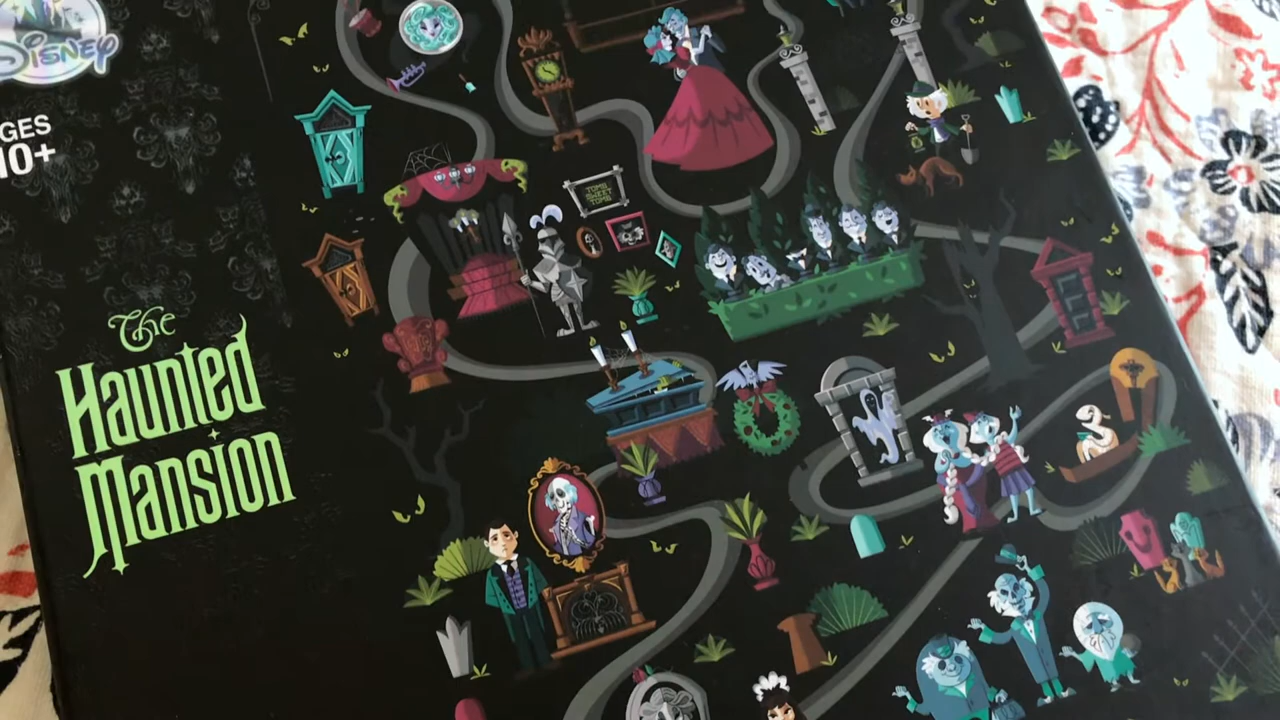 Disney
GES
10+
The
Haunted
Mansion
TOMB
SWEET
TOMB